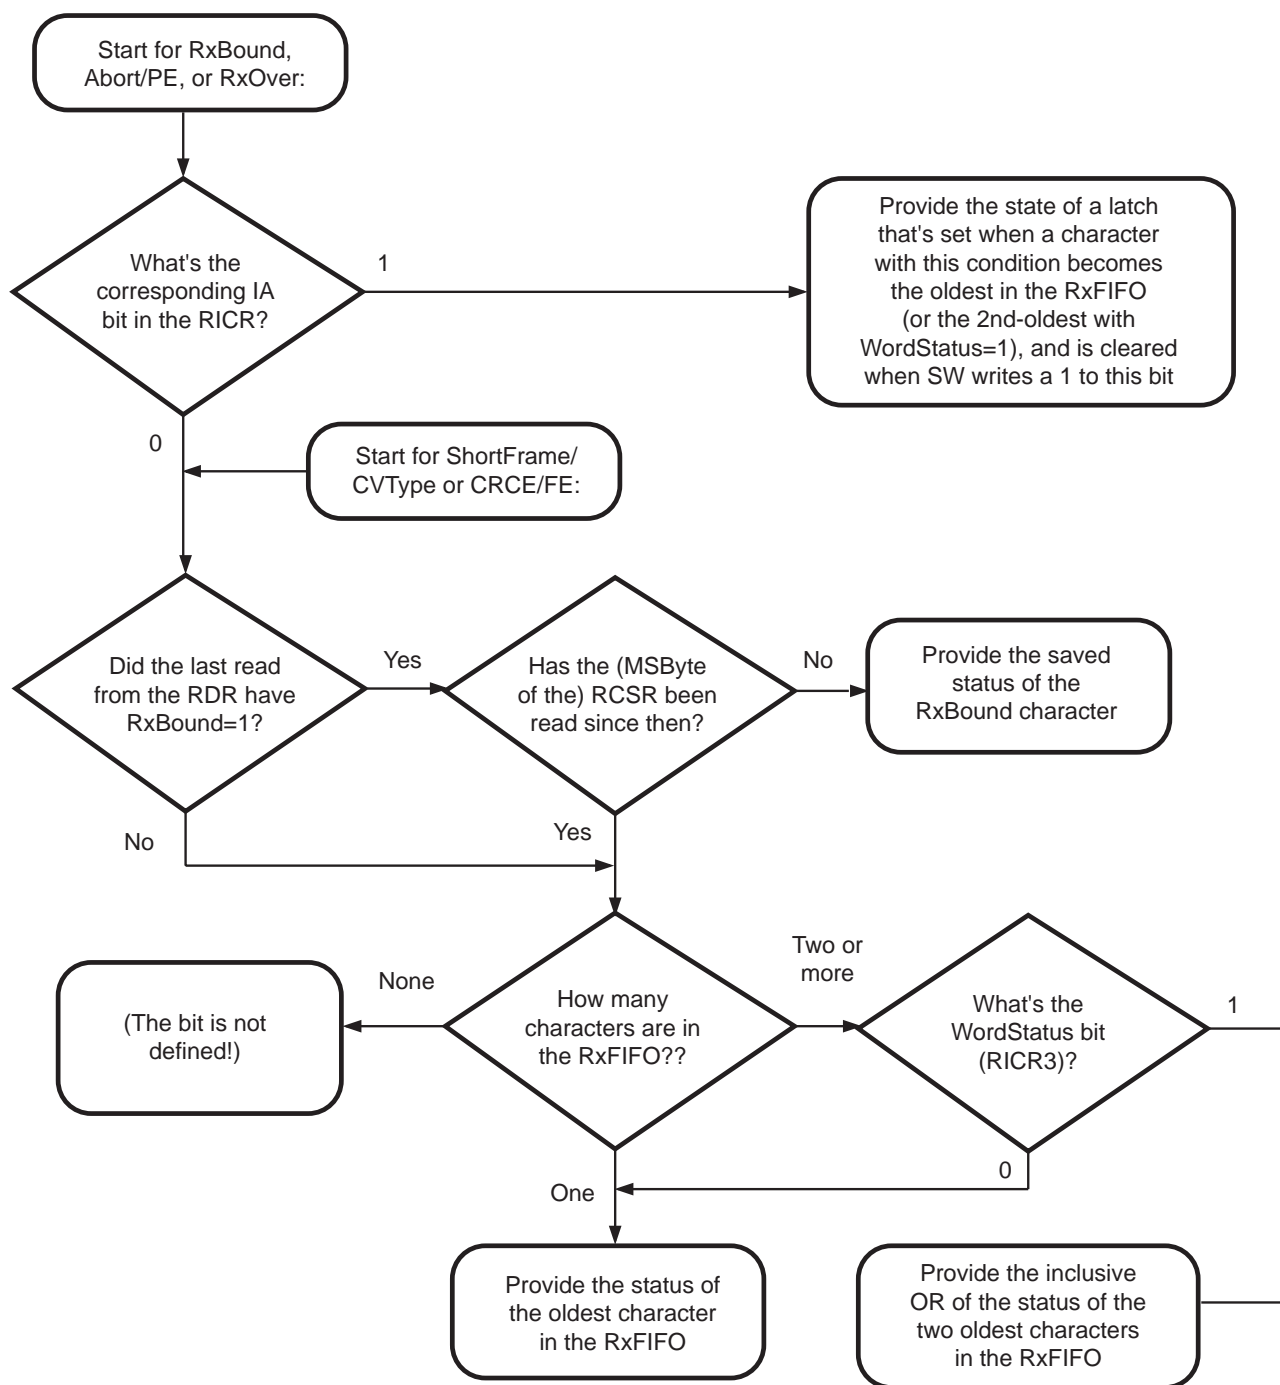 Start for RxBound,
Abort/PE, or RxOver:
What's the
corresponding IA
bit in the RICR?
1
Provide the state of a latch
that's set when a character
with this condition becomes
the oldest in the RxFIFO
(or the 2nd-oldest with
WordStatus=1), and is cleared
when SW writes a 1 to this bit
0
Start for ShortFrame/
CVType or CRCE/FE:
Did the last read
from the RDR have
RxBound=1?
Yes
Has the (MSByte
of the) RCSR been
read since then?
No
Provide the saved
status of the
RxBound character
No
Yes
(The bit is not
defined!)
None
How many
characters are in
the RxFIFO??
Two or
more
What's the
WordStatus bit
(RICR3)?
1
One
0
Provide the status of
the oldest character
in the RxFIFO
Provide the inclusive
OR of the status of the
two oldest characters
in the RxFIFO